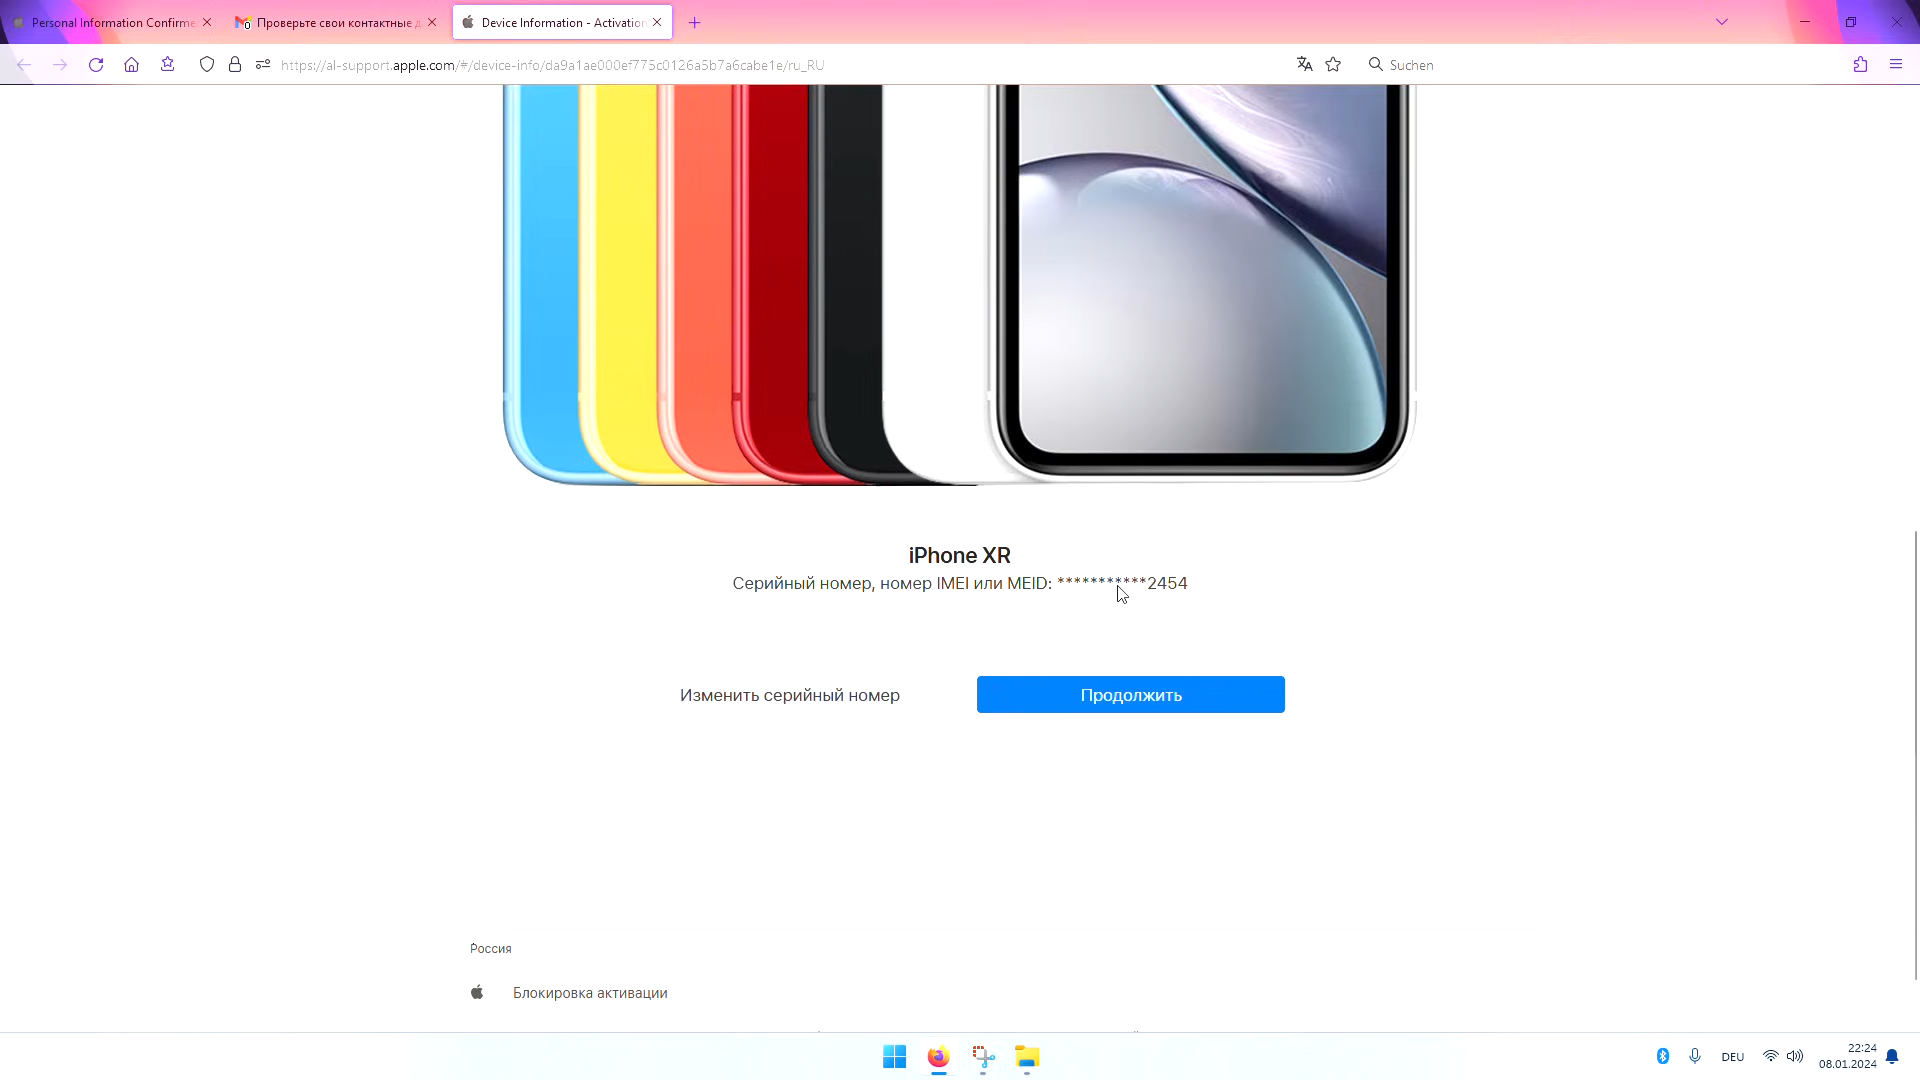 Personal Information Confirme
Проверьте свои контактные д
Device Information - Activation
https://al-support.apple.com/#/device-info/da9a1ae000ef775c0126a5b7a6cabe1e/ru_RU
Suchen
iPhone XR
Серийный номер, номер IMEI или MEID: ***********2454
Изменить серийный номер
Продолжить
Россия
Блокировка активации
DEU
22:24
08.01.2024